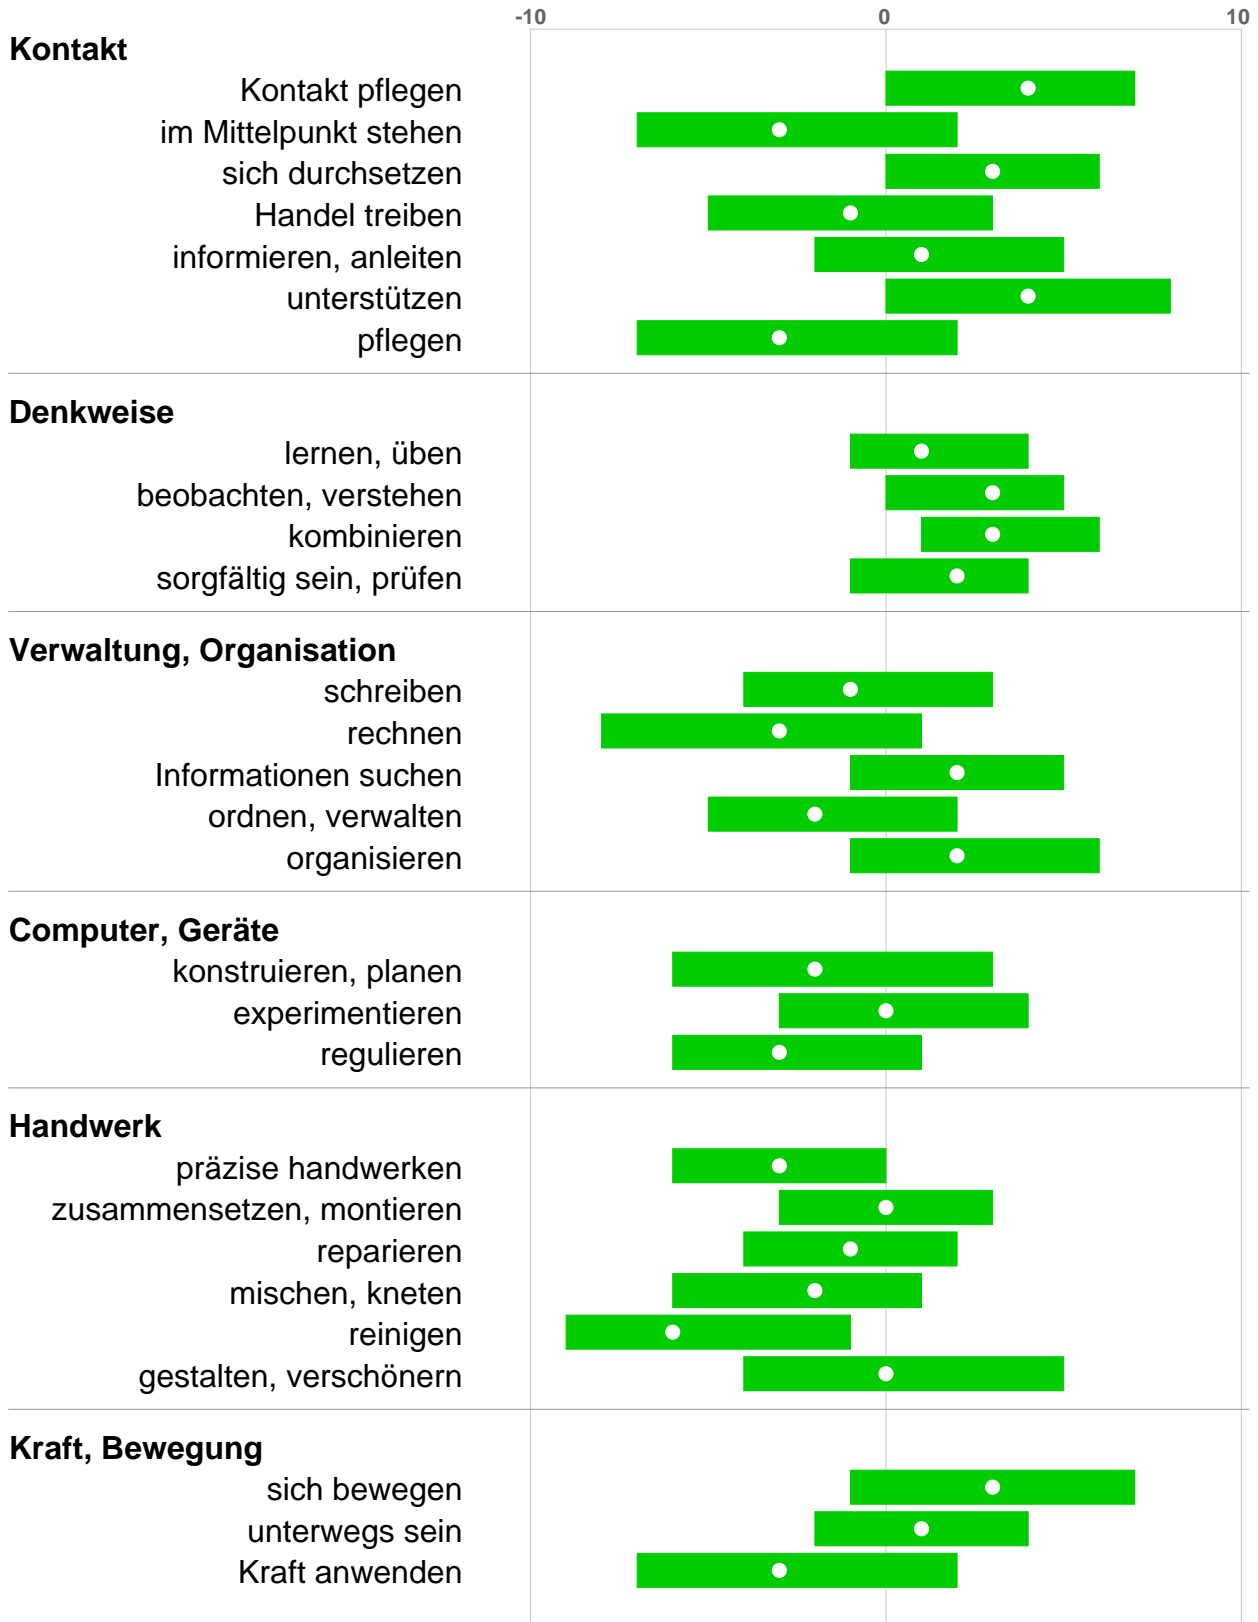 -10 0 10
Kontakt
Kontakt pflegen
im Mittelpunkt stehen
sich durchsetzen
Handel treiben
informieren, anleiten
unterstützen
pflegen
Denkweise
lernen, üben
beobachten, verstehen
kombinieren
sorgfältig sein, prüfen
Verwaltung, Organisation
schreiben
rechnen
Informationen suchen
ordnen, verwalten
organisieren
Computer, Geräte
konstruieren, planen
experimentieren
regulieren
Handwerk
präzise handwerken
zusammensetzen, montieren
reparieren
mischen, kneten
reinigen
gestalten, verschönern
Kraft, Bewegung
sich bewegen
unterwegs sein
Kraft anwenden